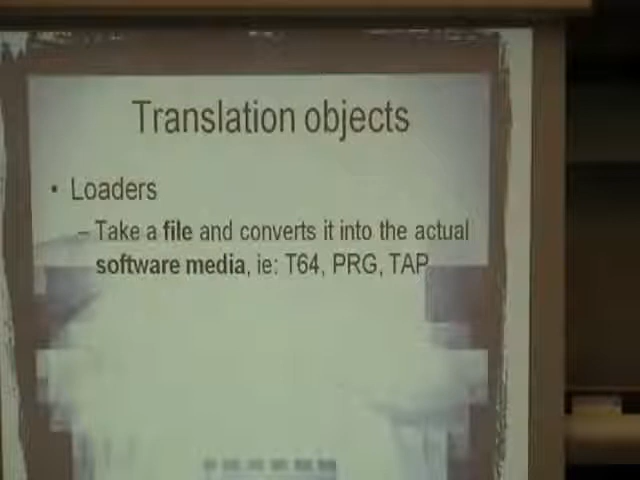 Translation objects
• Loaders
– Take a file and converts it into the actual
software media, ie: T64, PRG, TAP